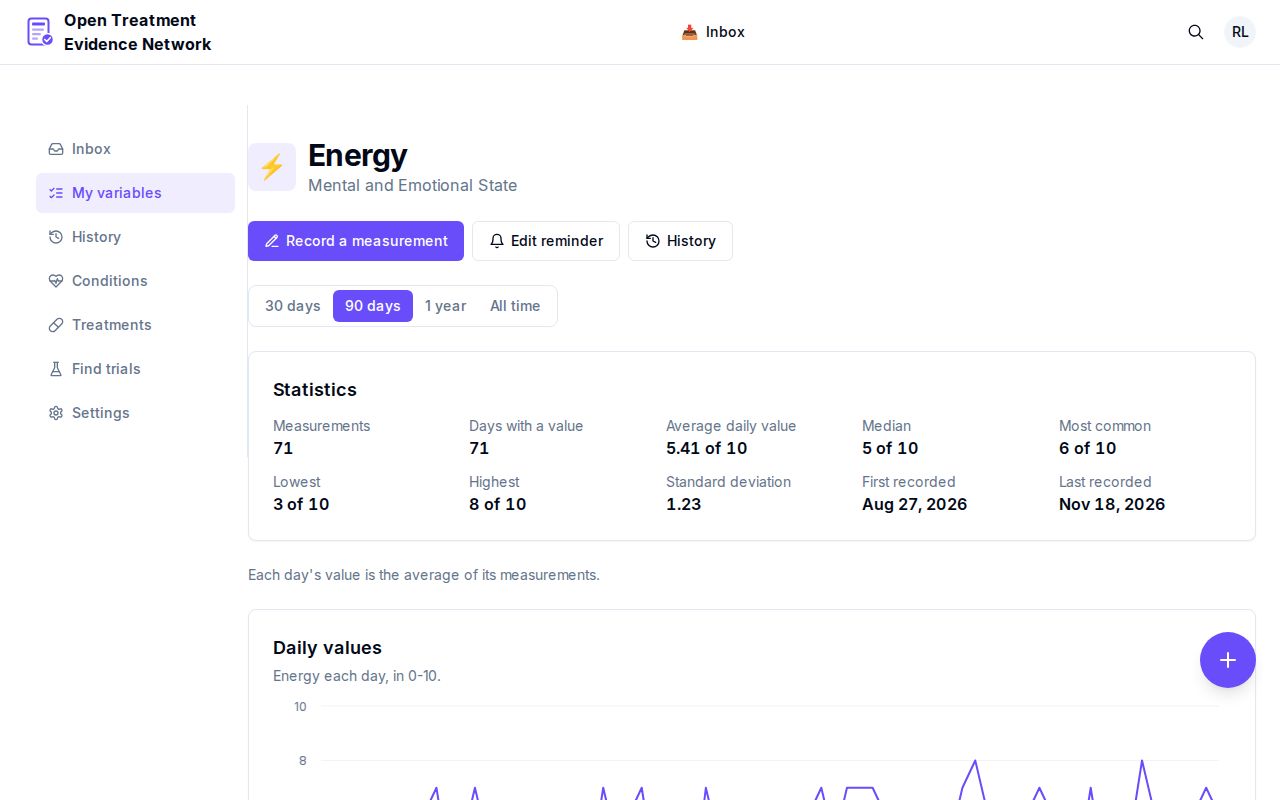 Open Treatment
Evidence Network
Inbox
RL
Inbox
My variables
History
Conditions
Treatments
Find trials
Settings
Energy
Mental and Emotional State
Record a measurement
Edit reminder
History
30 days
90 days
1 year
All time
Statistics
Measurements
71
Days with a value
71
Average daily value
5.41 of 10
Median
5 of 10
Most common
6 of 10
Lowest
3 of 10
Highest
8 of 10
Standard deviation
1.23
First recorded
Aug 27, 2026
Last recorded
Nov 18, 2026
Each day's value is the average of its measurements.
Daily values
Energy each day, in 0-10.
10
8